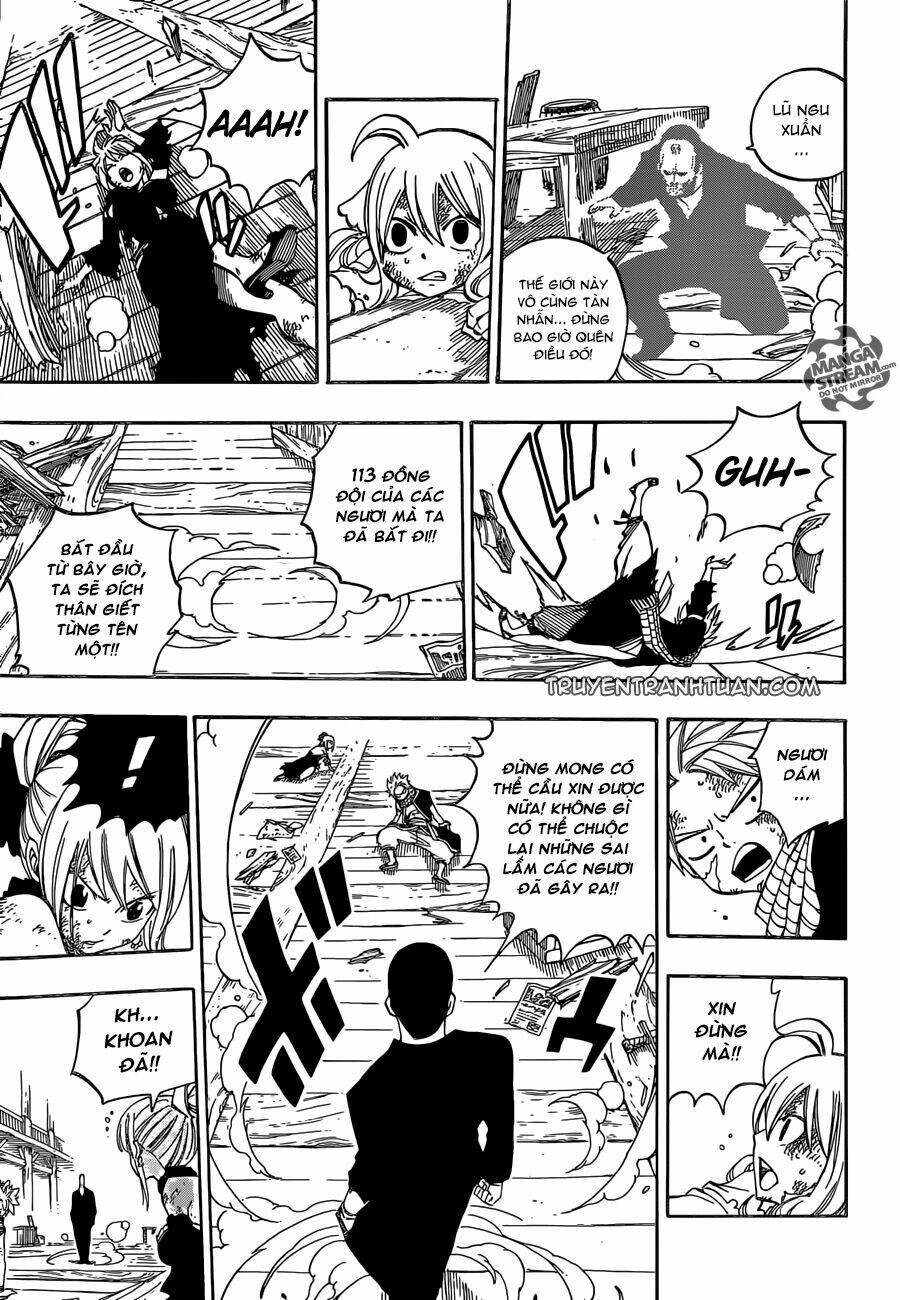 LŨ NGU
XUẨN
...
THẾ GIỚI NÀY
VÔ CÙNG TÀN
NHẪN... ĐỪNG
BAO GIỜ QUÊN
ĐIỀU ĐÓ!
MANGA
STREAM.com
DO NOT MIRROR
AAAH!
GUH-
113 ĐỒNG
ĐỘI CỦA CÁC
NGƯƠI MÀ TA
ĐÃ BẮT ĐI!!
BẮT ĐẦU
TỪ BÂY GIỜ,
TA SẼ ĐÍCH
THÂN GIẾT
TỪNG TÊN
MỘT!!
TRUYENTRANHTUAN.COM
NGƯƠI
DÁM
...
XIN
ĐỪNG
MÀ!!
ĐỪNG MONG CÓ
THỂ CẦU XIN ĐƯỢC
NỮA! KHÔNG GÌ
CÓ THỂ CHUỘC
LẠI NHỮNG SAI
LẦM CÁC NGƯƠI
ĐÃ GÂY RA!!
!
KH...
KHOAN
ĐÃ!!